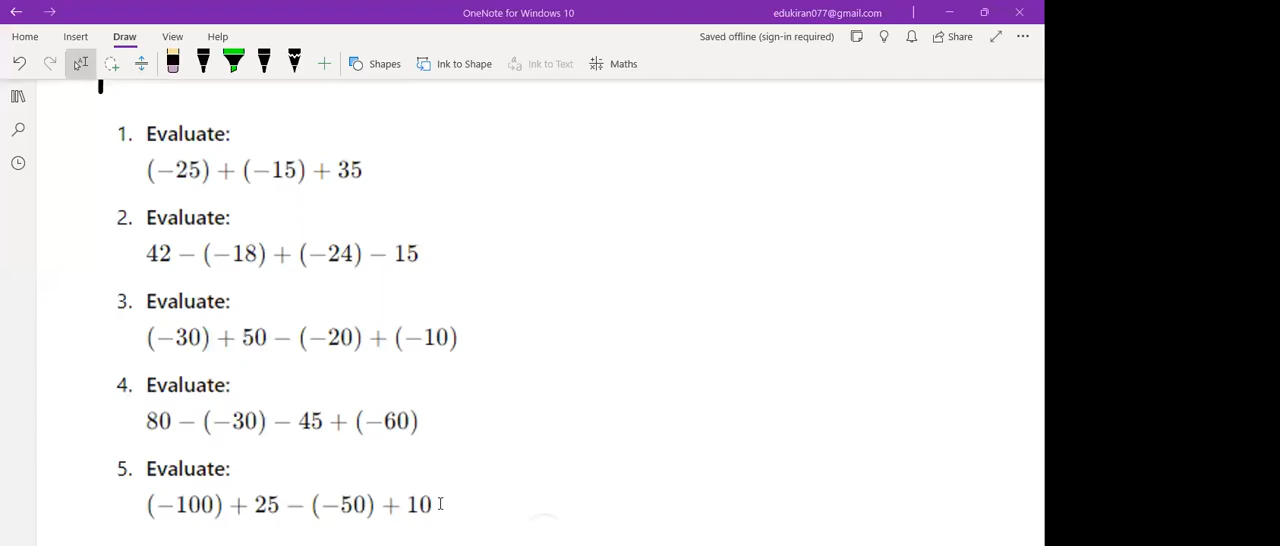 OneNote for Windows 10
edukiran077@gmail.com
Home Insert Draw View Help
Saved offline (sign-in required)
Share
Shapes
Ink to Shape
Ink to Text
Maths
1. Evaluate:
(−25) + (−15) + 35
2. Evaluate:
42 − (−18) + (−24) − 15
3. Evaluate:
(−30) + 50 − (−20) + (−10)
4. Evaluate:
80 − (−30) − 45 + (−60)
5. Evaluate:
(−100) + 25 − (−50) + 10